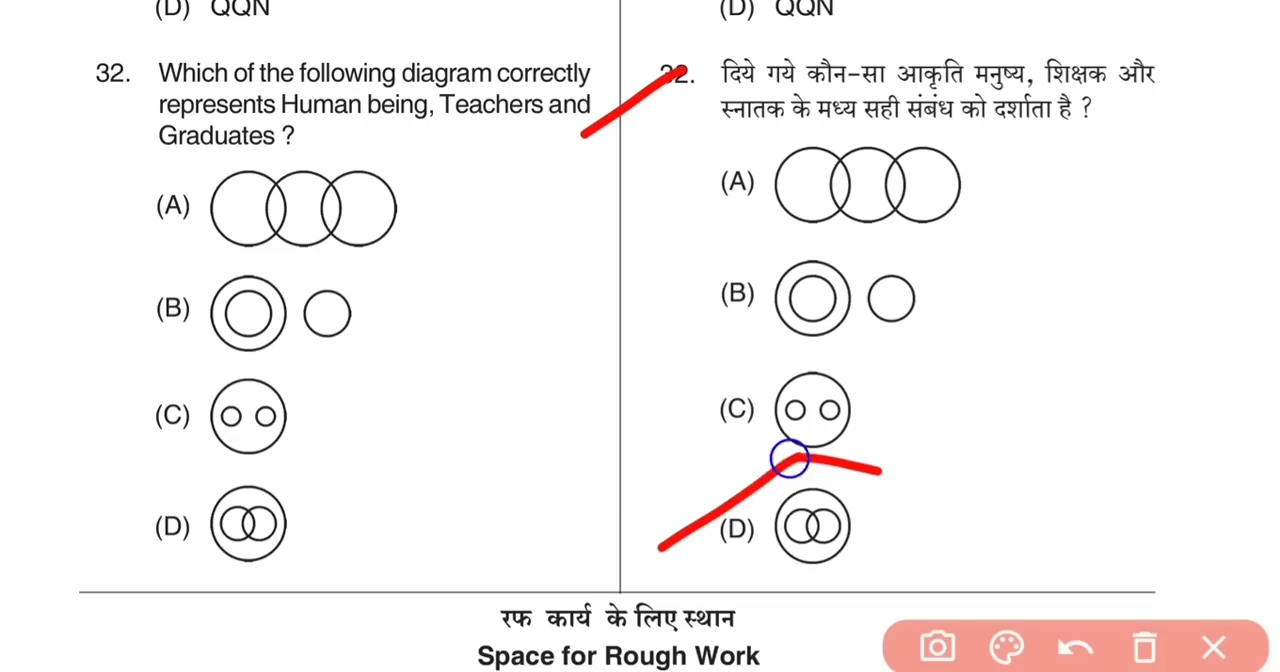 (D) QQN
32. Which of the following diagram correctly
represents Human being, Teachers and
Graduates ?
(A)
(B)
(C)
(D)
(D) QQN
32. दिये गये कौन-सा आकृति मनुष्य, शिक्षक और
स्नातक के मध्य सही संबंध को दर्शाता है ?
(A)
(B)
(C)
(D)
रफ कार्य के लिए स्थान
Space for Rough Work